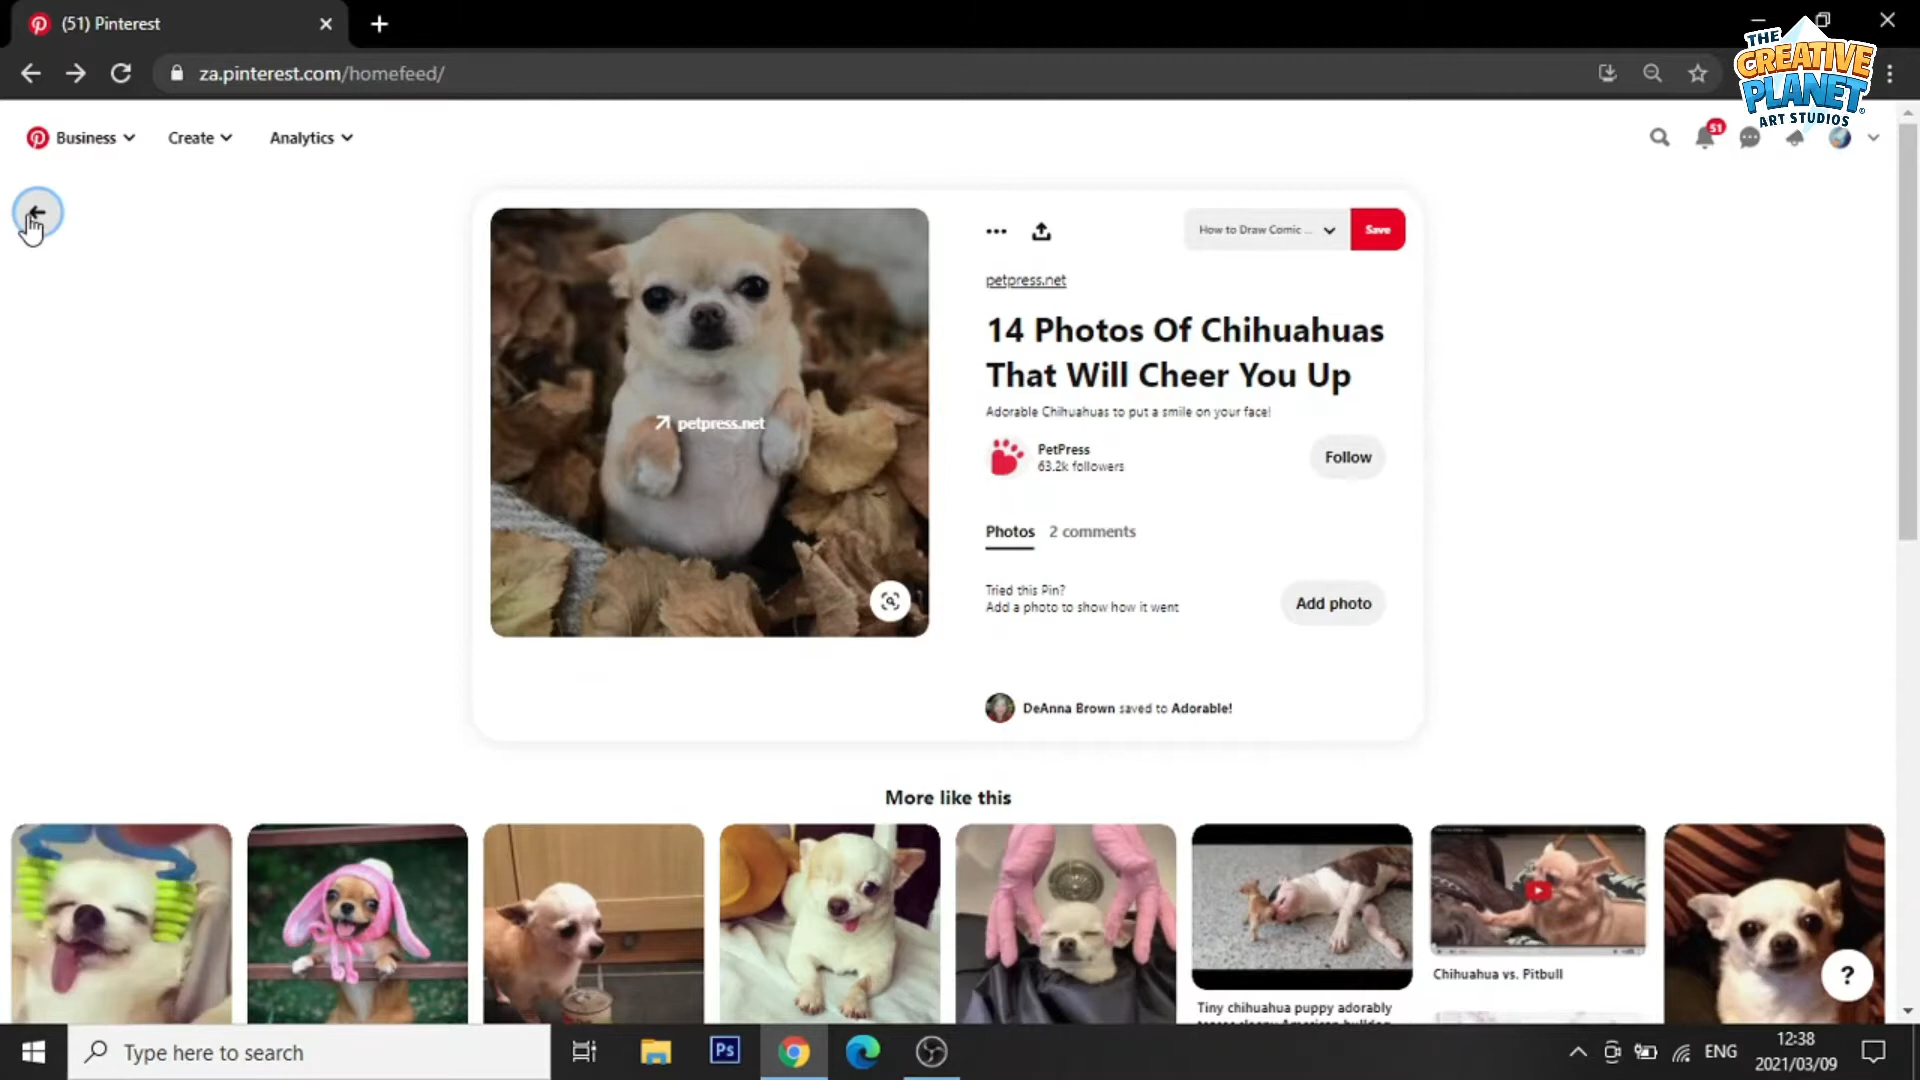 (51) Pinterest
za.pinterest.com/homefeed/
THE
CREATIVE
PLANET
ART STUDIOS
Business
Create
Analytics
51
How to Draw Comic ...
Save
petpress.net
14 Photos Of Chihuahuas
That Will Cheer You Up
Adorable Chihuahuas to put a smile on your face!
petpress.net
PetPress
63.2k followers
Follow
Photos 2 comments
Tried this Pin?
Add a photo to show how it went
Add photo
DeAnna Brown saved to Adorable!
More like this
Chihuahua vs. Pitbull
Tiny chihuahua puppy adorably
?
Type here to search
Ps
ENG
12:38
2021/03/09